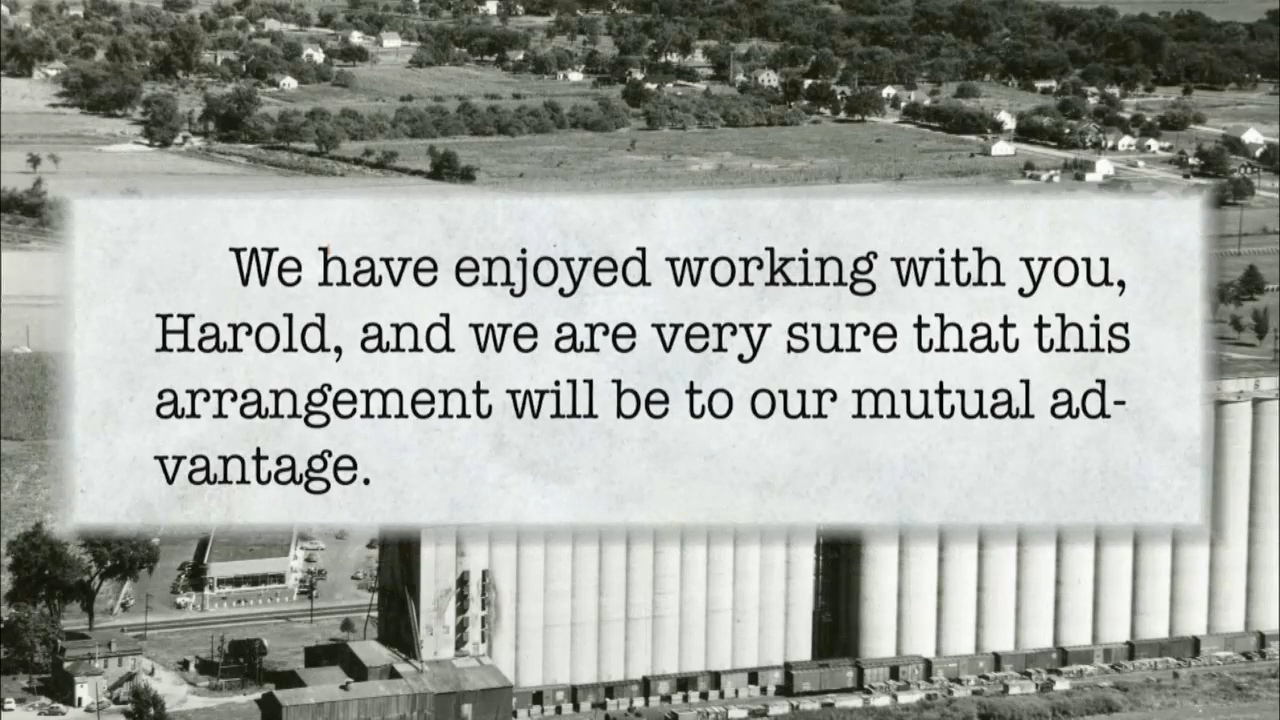 We have enjoyed working with you,
Harold, and we are very sure that this
arrangement will be to our mutual ad-
vantage.